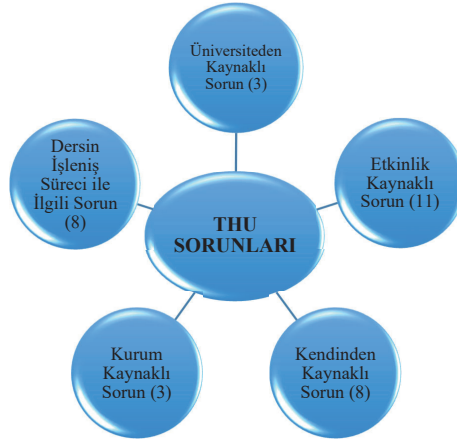 Üniversiteden
Kaynaklı
Sorun (3)
Dersin
İşleniş
Süreci ile
İlgili Sorun
(8)
Etkinlik
Kaynaklı
Sorun (11)
THU
SORUNLARI
Kurum
Kaynaklı
Sorun (3)
Kendinden
Kaynaklı
Sorun (8)